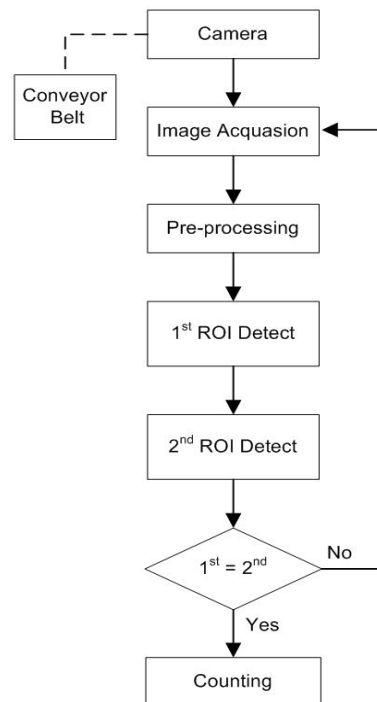 Camera
Conveyor
Belt
Image Acquasion
Pre-processing
1st ROI Detect
2nd ROI Detect
1st = 2nd
No
Yes
Counting